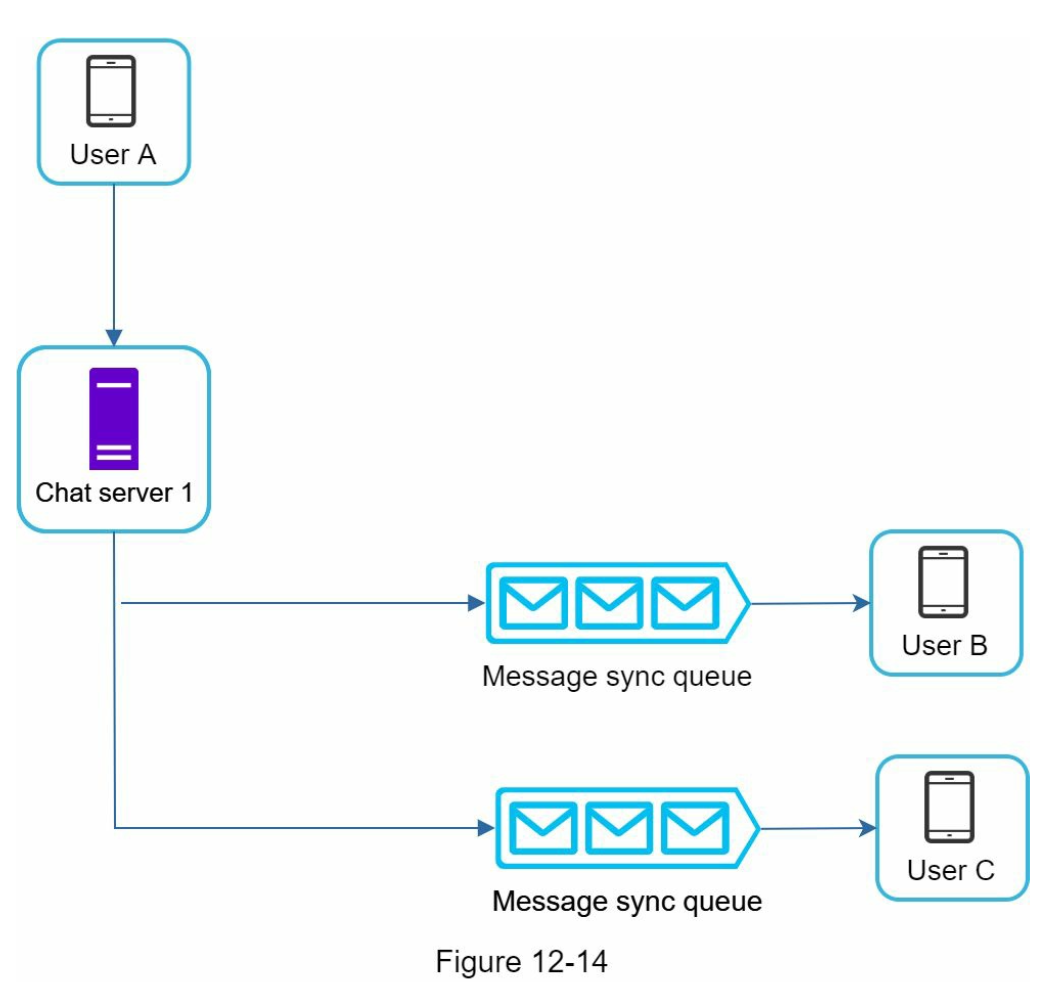 User A
Chat server 1
User B
Message sync queue
User C
Message sync queue
Figure 12-14